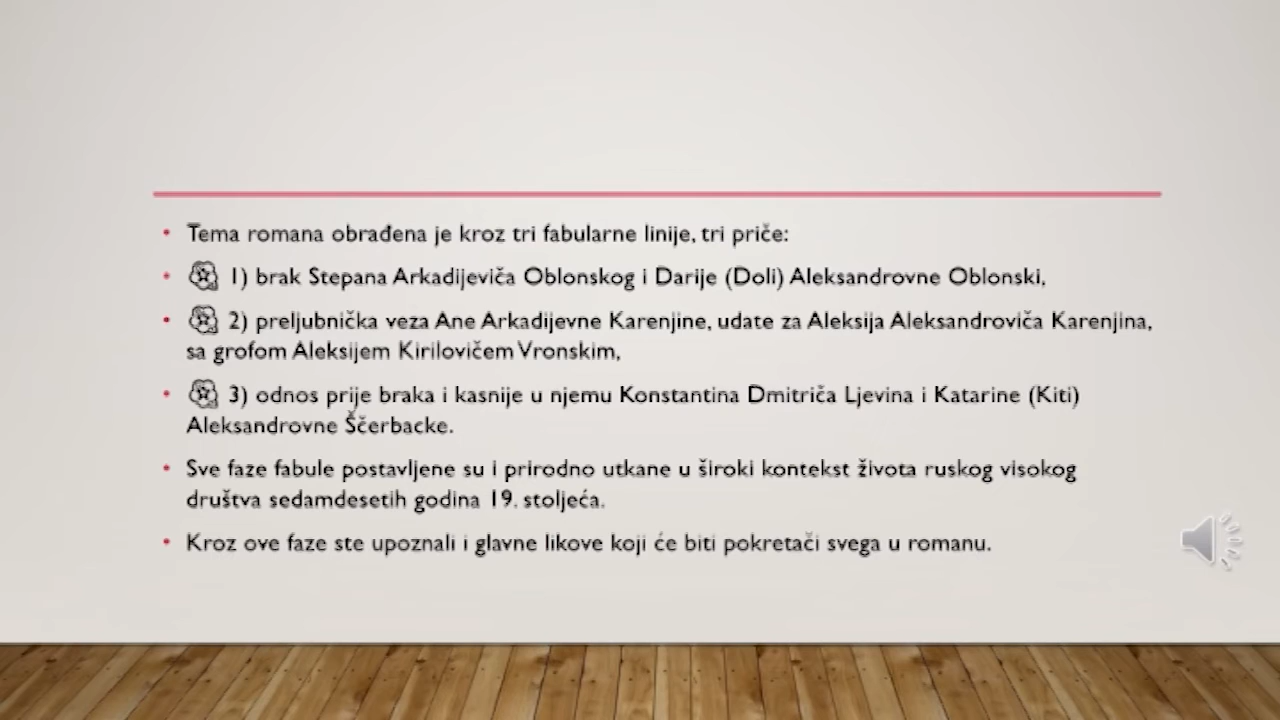 • Tema romana obrađena je kroz tri fabularne linije, tri priče:
• 1) brak Stepana Arkadijeviča Oblonskog i Darije (Doli) Aleksandrovne Oblonski,
• 2) preljubnička veza Ane Arkadijevne Karenjine, udate za Aleksija Aleksandroviča Karenjina,
sa grofom Aleksijem Kirilovičem Vronskim,
• 3) odnos prije braka i kasnije u njemu Konstantina Dmitriča Ljevina i Katarine (Kiti)
Aleksandrovne Ščerbacke.
• Sve faze fabule postavljene su i prirodno utkane u široki kontekst života ruskog visokog
društva sedamdesetih godina 19. stoljeća.
• Kroz ove faze ste upoznali i glavne likove koji će biti pokretači svega u romanu.